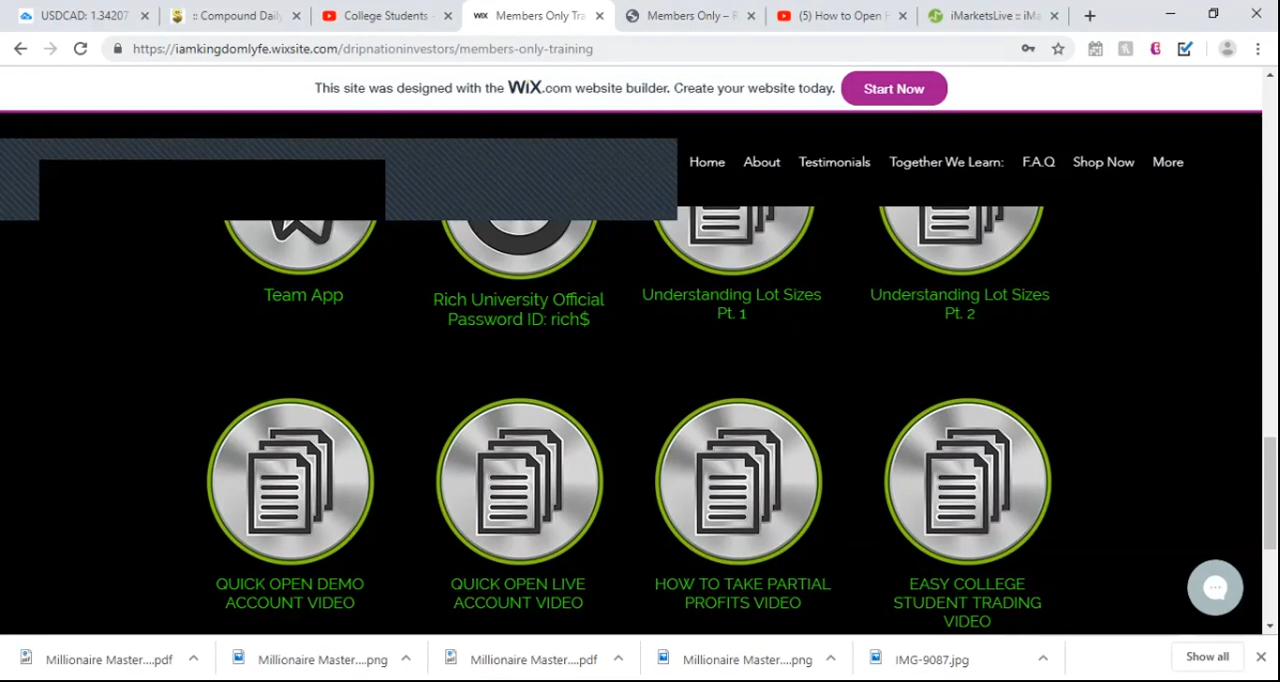 USDCAD: 1.34207
:: Compound Daily
College Students -
WIX Members Only Tra
Members Only – R
(5) How to Open
iMarketsLive :: iMa
https://iamkingdomlyfe.wixsite.com/dripnationinvestors/members-only-training
This site was designed with the WiX.com website builder. Create your website today. Start Now
Home About Testimonials Together We Learn: F.A.Q Shop Now More
Team App
Rich University Official
Password ID: rich$
Understanding Lot Sizes
Pt. 1
Understanding Lot Sizes
Pt. 2
QUICK OPEN DEMO
ACCOUNT VIDEO
QUICK OPEN LIVE
ACCOUNT VIDEO
HOW TO TAKE PARTIAL
PROFITS VIDEO
EASY COLLEGE
STUDENT TRADING
VIDEO
Millionaire Master....pdf
Millionaire Master....png
Millionaire Master....pdf
Millionaire Master....png
IMG-9087.jpg
Show all